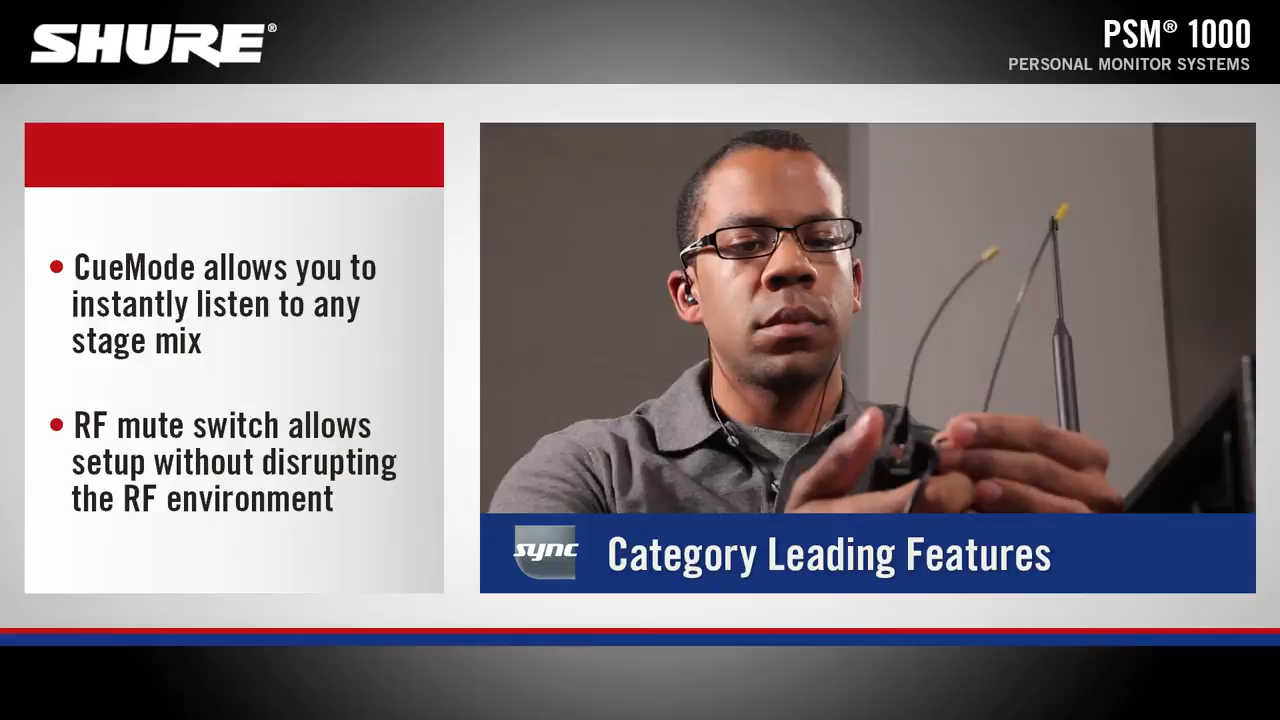 SHURE®
PSM® 1000
PERSONAL MONITOR SYSTEMS
• CueMode allows you to
instantly listen to any
stage mix
• RF mute switch allows
setup without disrupting
the RF environment
sync
Category Leading Features